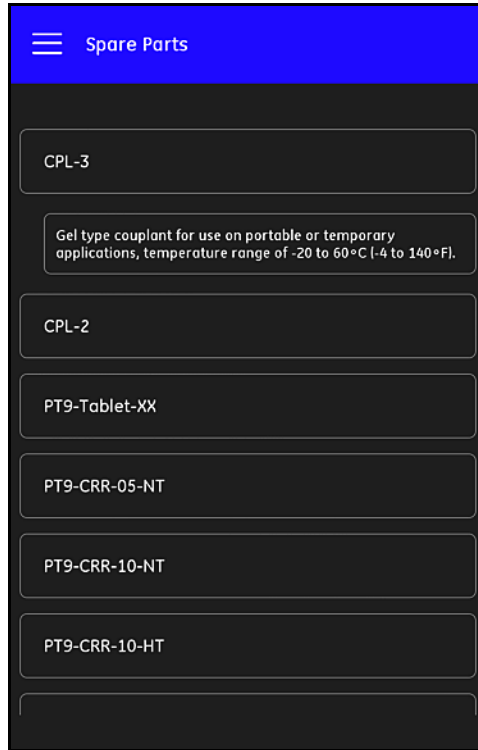 Spare Parts
CPL-3
Gel type couplant for use on portable or temporary
applications, temperature range of -20 to 60°C (-4 to 140°F).
CPL-2
PT9-Tablet-XX
PT9-CRR-05-NT
PT9-CRR-10-NT
PT9-CRR-10-HT